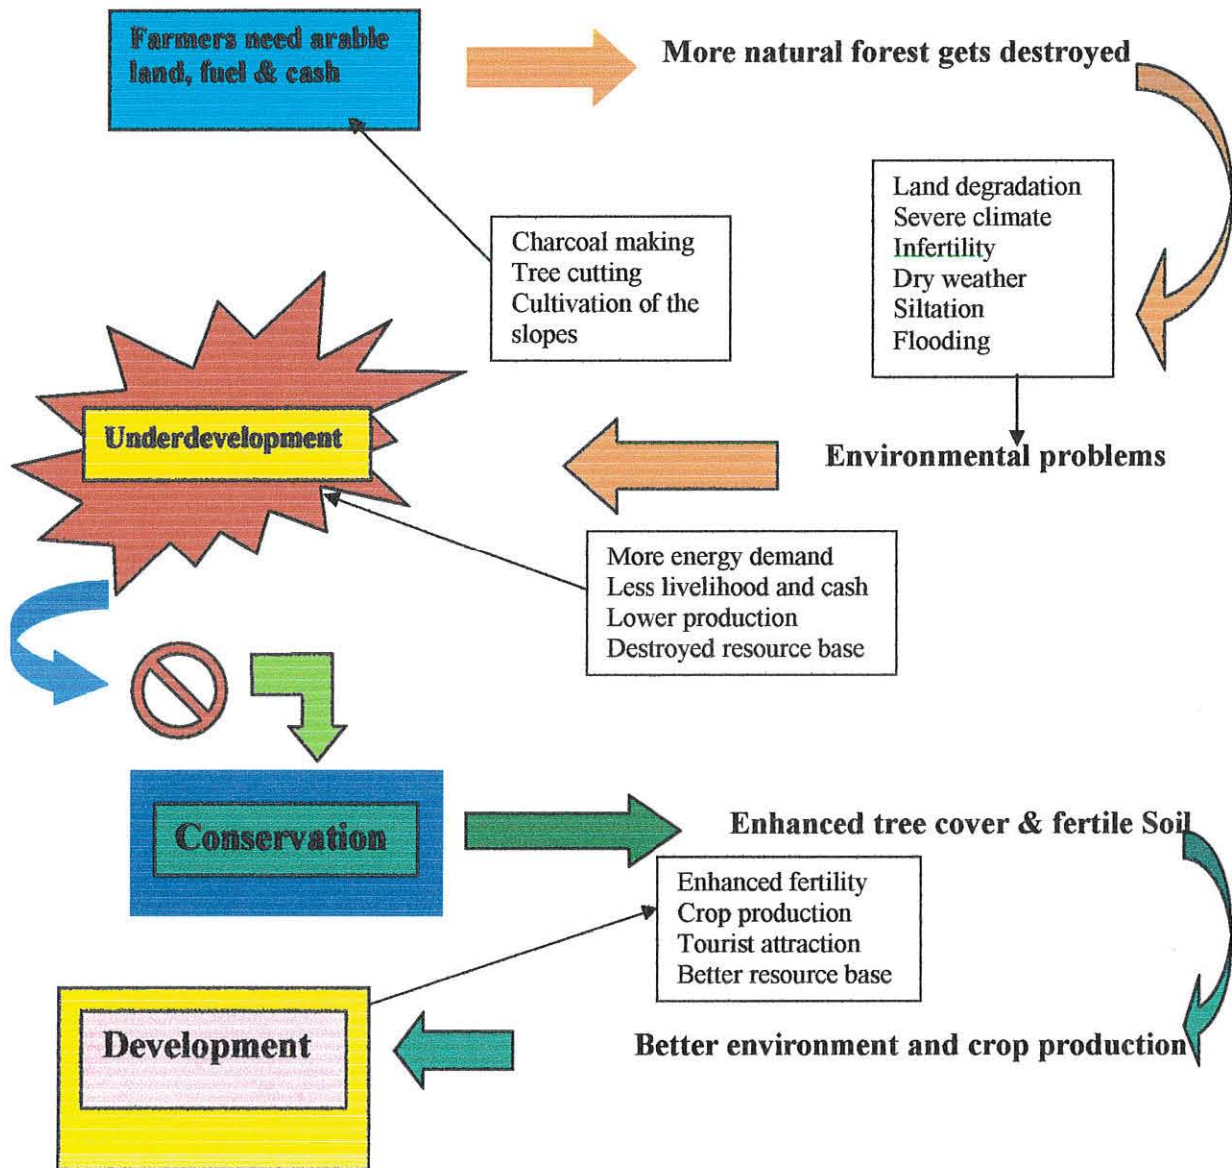 Farmers need arable
land, fuel & cash
More natural forest gets destroyed
Land degradation
Severe climate
Infertility
Dry weather
Siltation
Flooding
Charcoal making
Tree cutting
Cultivation of the
slopes
Underdevelopment
Environmental problems
More energy demand
Less livelihood and cash
Lower production
Destroyed resource base
Conservation
Enhanced tree cover & fertile Soil
Enhanced fertility
Crop production
Tourist attraction
Better resource base
Development
Better environment and crop production